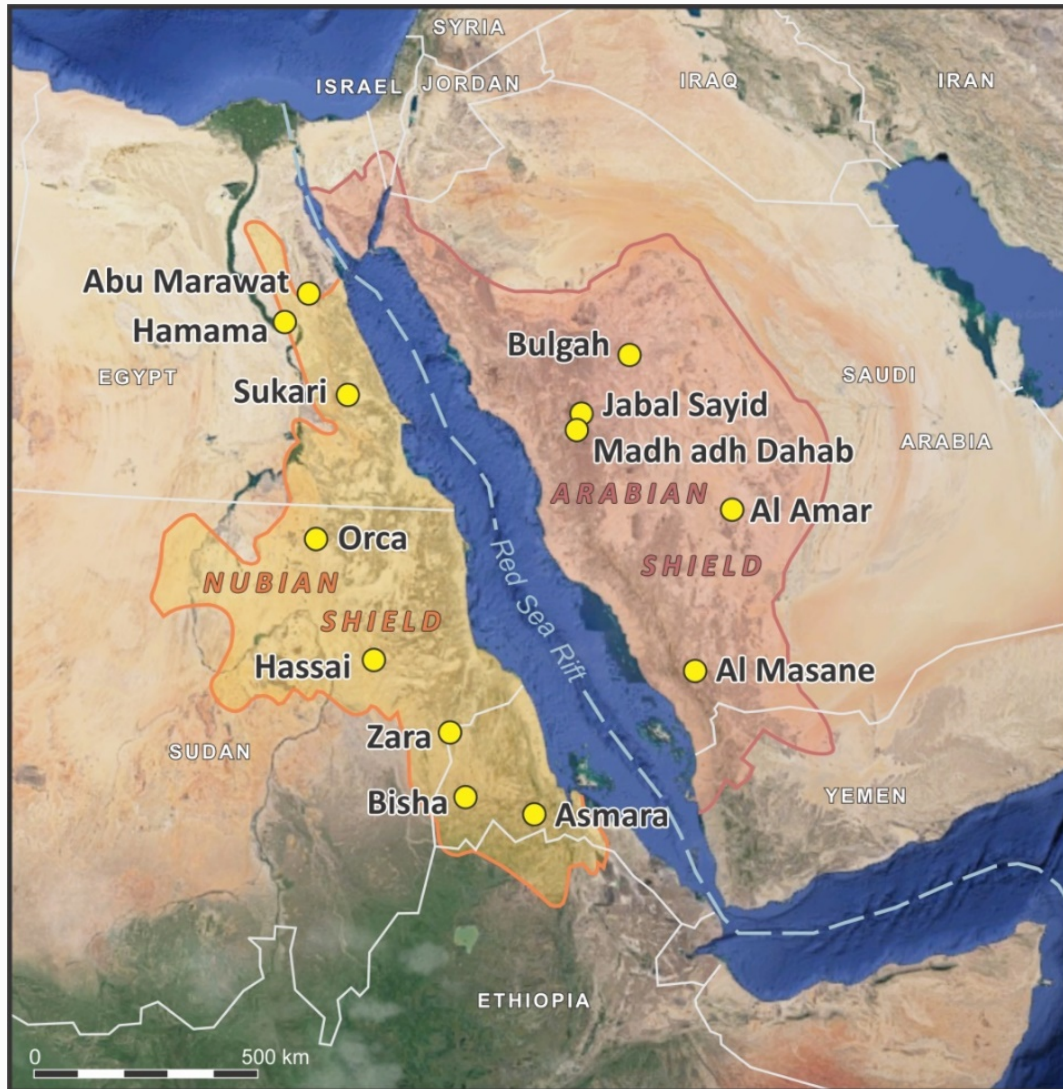 SYRIA
ISRAEL
JORDAN
IRAQ
IRAN
Abu Marawat
Hamama
EGYPT
Sukari
Bulgah
SAUDI
Jabal Sayid
ARABIA
Madh adh Dahab
ARABIAN
Al Amar
Orca
SHIELD
NUBIAN
SHIELD
Red Sea Rift
Hassai
Al Masane
Zara
SUDAN
Bisha
Asmara
YEMEN
ETHIOPIA
0
500 km